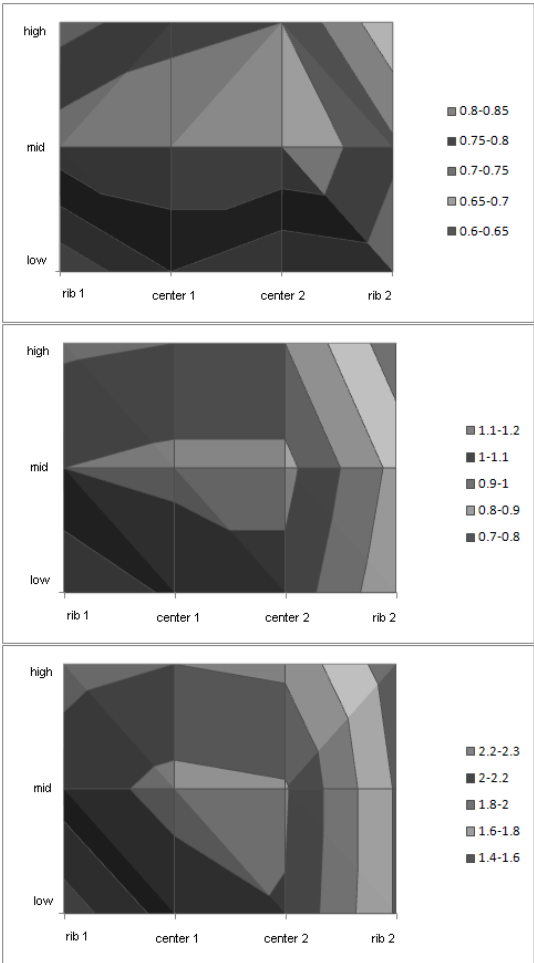 high
mid
low
rib 1 center 1 center 2 rib 2
0.8-0.85
0.75-0.8
0.7-0.75
0.65-0.7
0.6-0.65
high
mid
low
rib 1 center 1 center 2 rib 2
1.1-1.2
1-1.1
0.9-1
0.8-0.9
0.7-0.8
high
mid
low
rib 1 center 1 center 2 rib 2
2.2-2.3
2-2.2
1.8-2
1.6-1.8
1.4-1.6